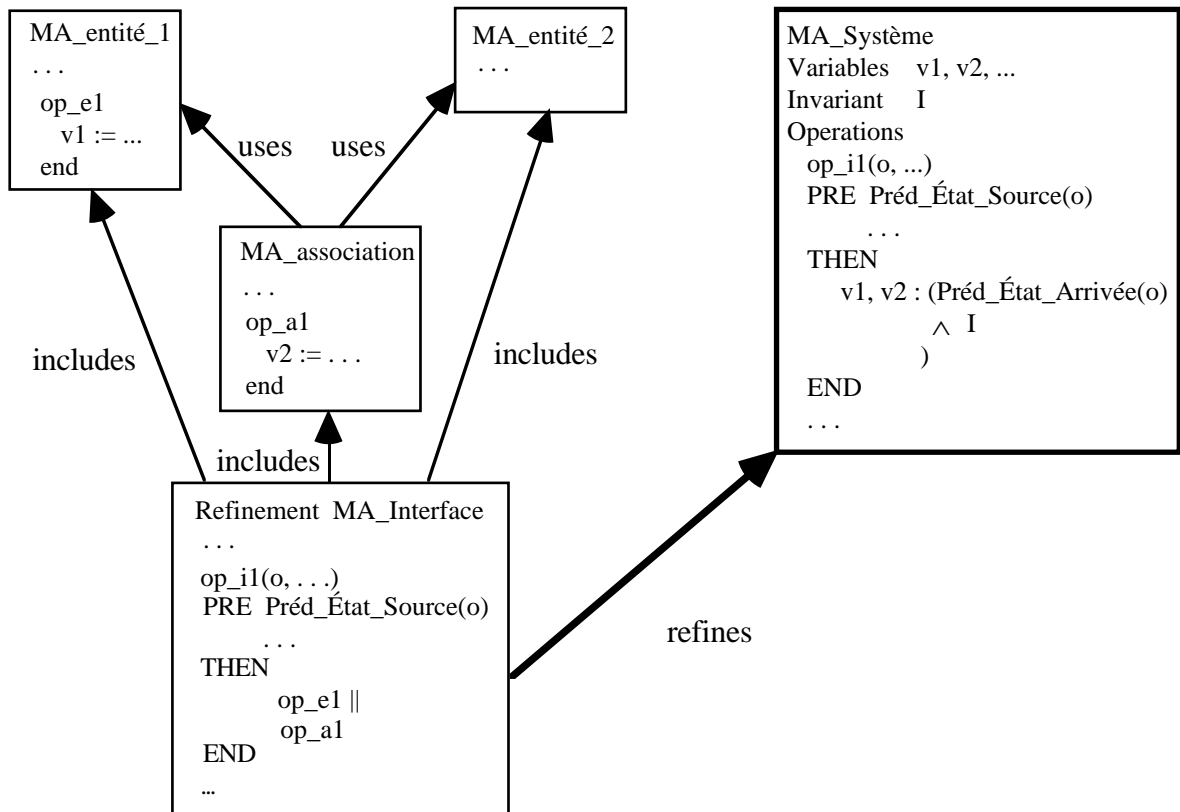 MA_entité_1
. . .
op_e1
v1 := ...
end
MA_entité_2
. . .
uses
uses
MA_association
. . .
op_a1
v2 := . . .
end
includes
includes
includes
Refinement MA_Interface
. . .
op_i1(o, . . .)
PRE Préd_État_Source(o)
. . .
THEN
op_e1 ||
op_a1
END
...
refines
MA_Système
Variables v1, v2, ...
Invariant I
Operations
op_i1(o, ...)
PRE Préd_État_Source(o)
. . .
THEN
v1, v2 : (Préd_État_Arrivée(o)
∧ I
)
END
. . .